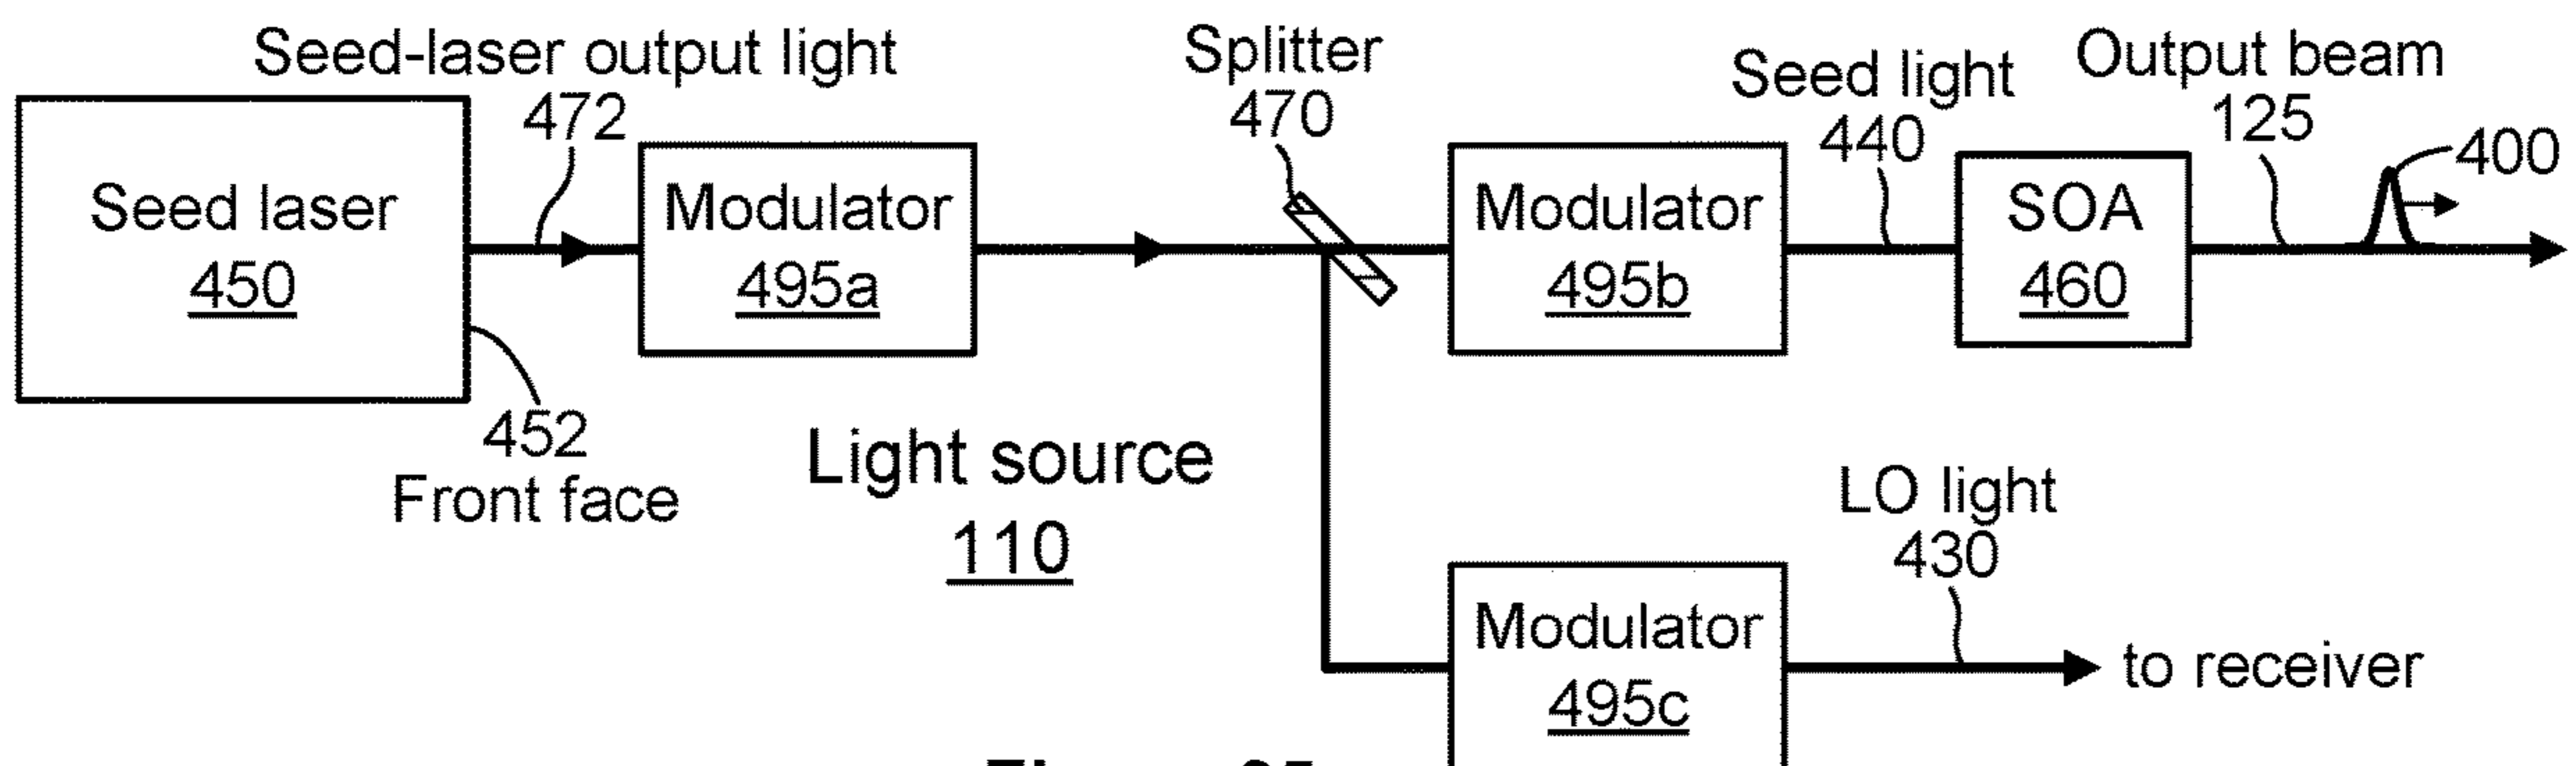 Seed-laser output light
472
Splitter
470
Seed light
440
Output beam
125
400
Seed laser
450
Modulator
495a
Modulator
495b
SOA
460
452
Front face
Light source
110
LO light
430
Modulator
495c
to receiver